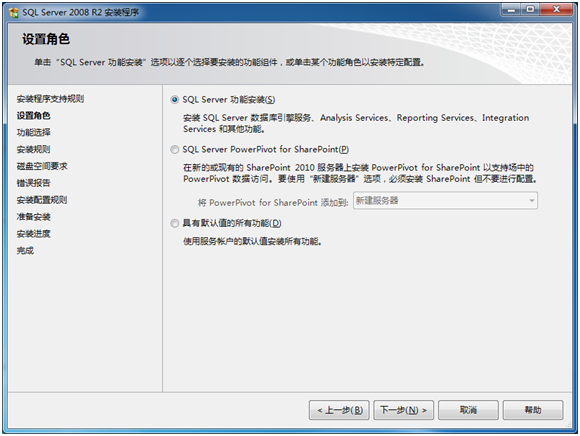 SQL Server 2008 R2 安装程序
设置角色
单击“SQL Server 功能安装”选项以逐个选择要安装的功能组件，或单击某个功能角色以安装特定配置。
安装程序支持规则
设置角色
功能选择
安装规则
磁盘空间要求
错误报告
安装配置规则
准备安装
安装进度
完成
SQL Server 功能安装(S)
安装 SQL Server 数据库引擎服务、Analysis Services、Reporting Services、Integration
Services 和其他功能。
SQL Server PowerPivot for SharePoint(P)
在新的或现有的 SharePoint 2010 服务器上安装 PowerPivot for SharePoint 以支持场中的
PowerPivot 数据访问。要使用“新建服务器”选项，必须安装 SharePoint 但不要进行配置。
将 PowerPivot for SharePoint 添加到: 新建服务器
具有默认值的所有功能(D)
使用服务帐户的默认值安装所有功能。
< 上一步(B) 下一步(N) > 取消 帮助